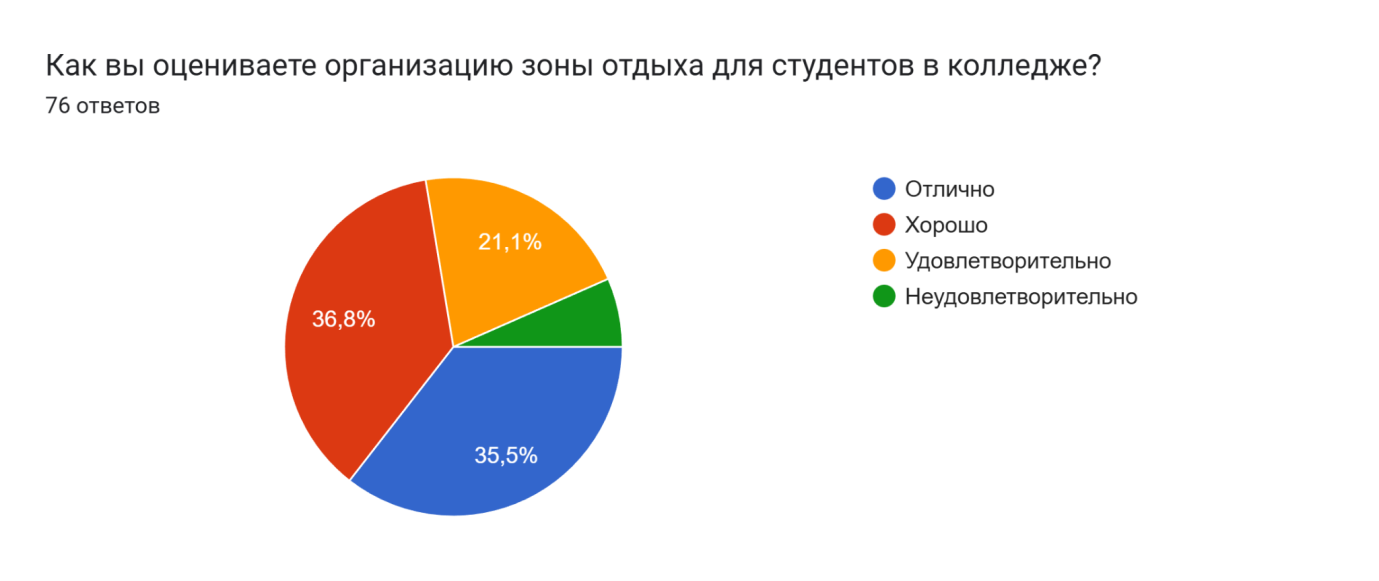 Как вы оцениваете организацию зоны отдыха для студентов в колледже?
76 ответов
Отлично
Хорошо
Удовлетворительно
Неудовлетворительно
21,1%
36,8%
35,5%